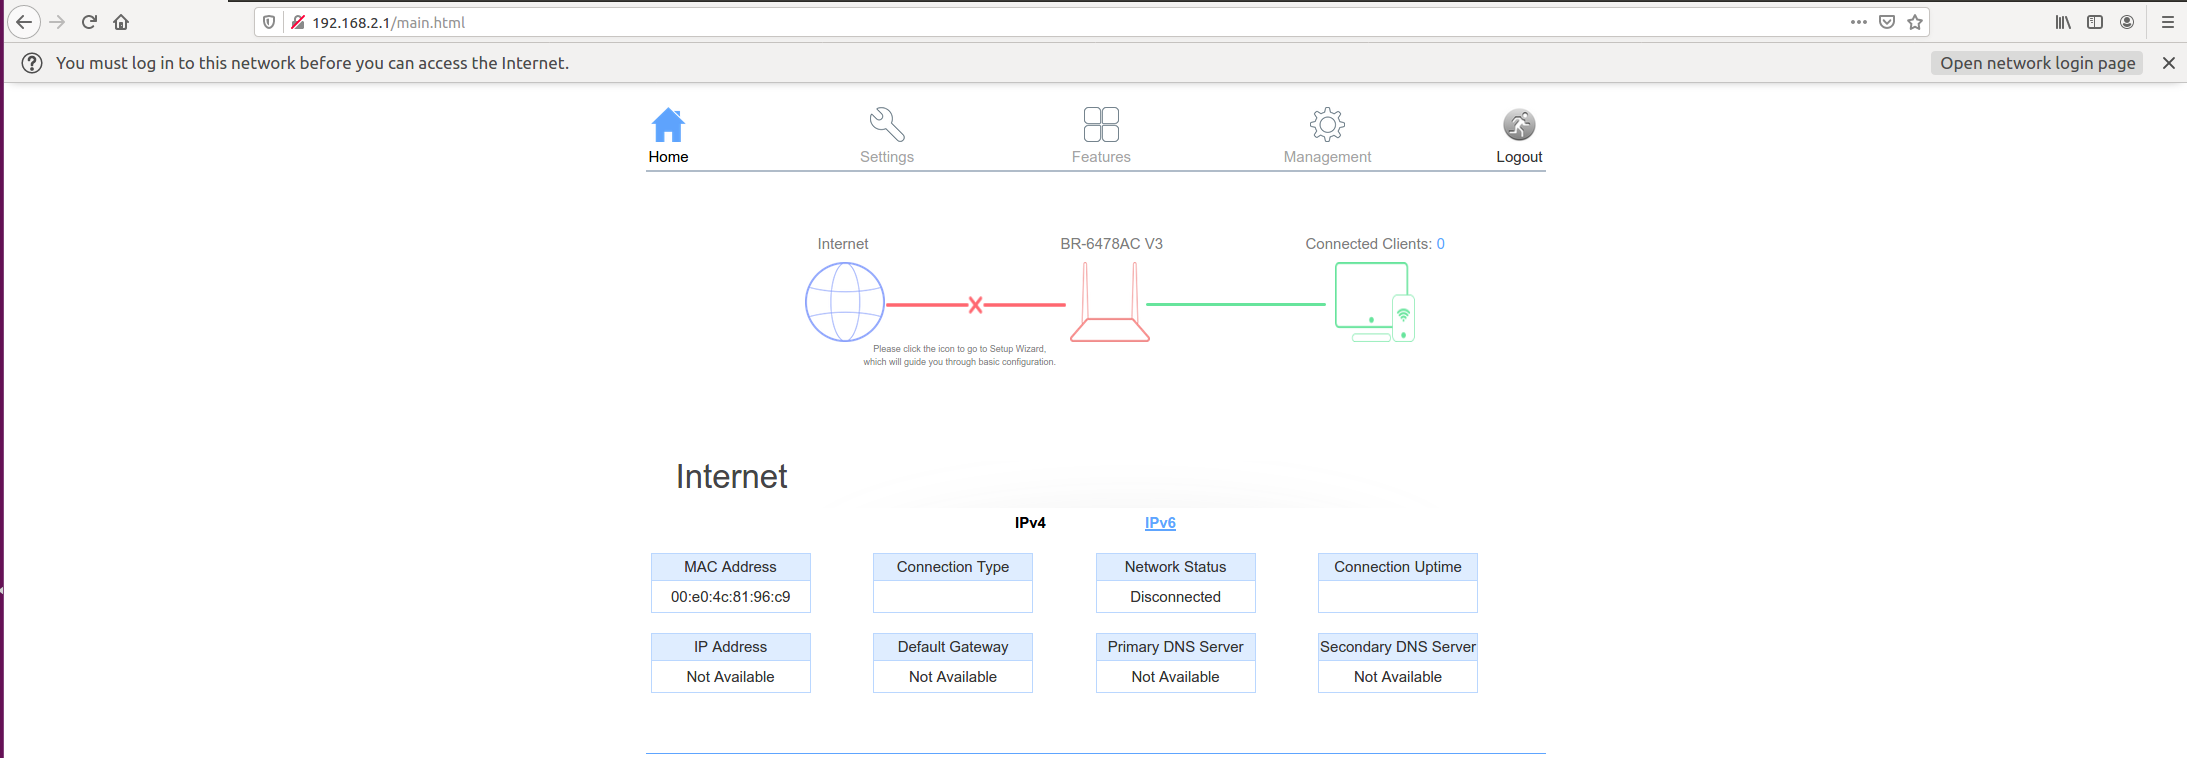 192.168.2.1/main.html
You must log in to this network before you can access the Internet.
Open network login page
Home
Settings
Features
Management
Logout
Internet
BR-6478AC V3
Connected Clients: 0
Please click the icon to go to Setup Wizard,
which will guide you through basic configuration.
Internet
IPv4
IPv6
MAC Address
Connection Type
Network Status
Connection Uptime
00:e0:4c:81:96:c9
Disconnected
IP Address
Default Gateway
Primary DNS Server
Secondary DNS Server
Not Available
Not Available
Not Available
Not Available